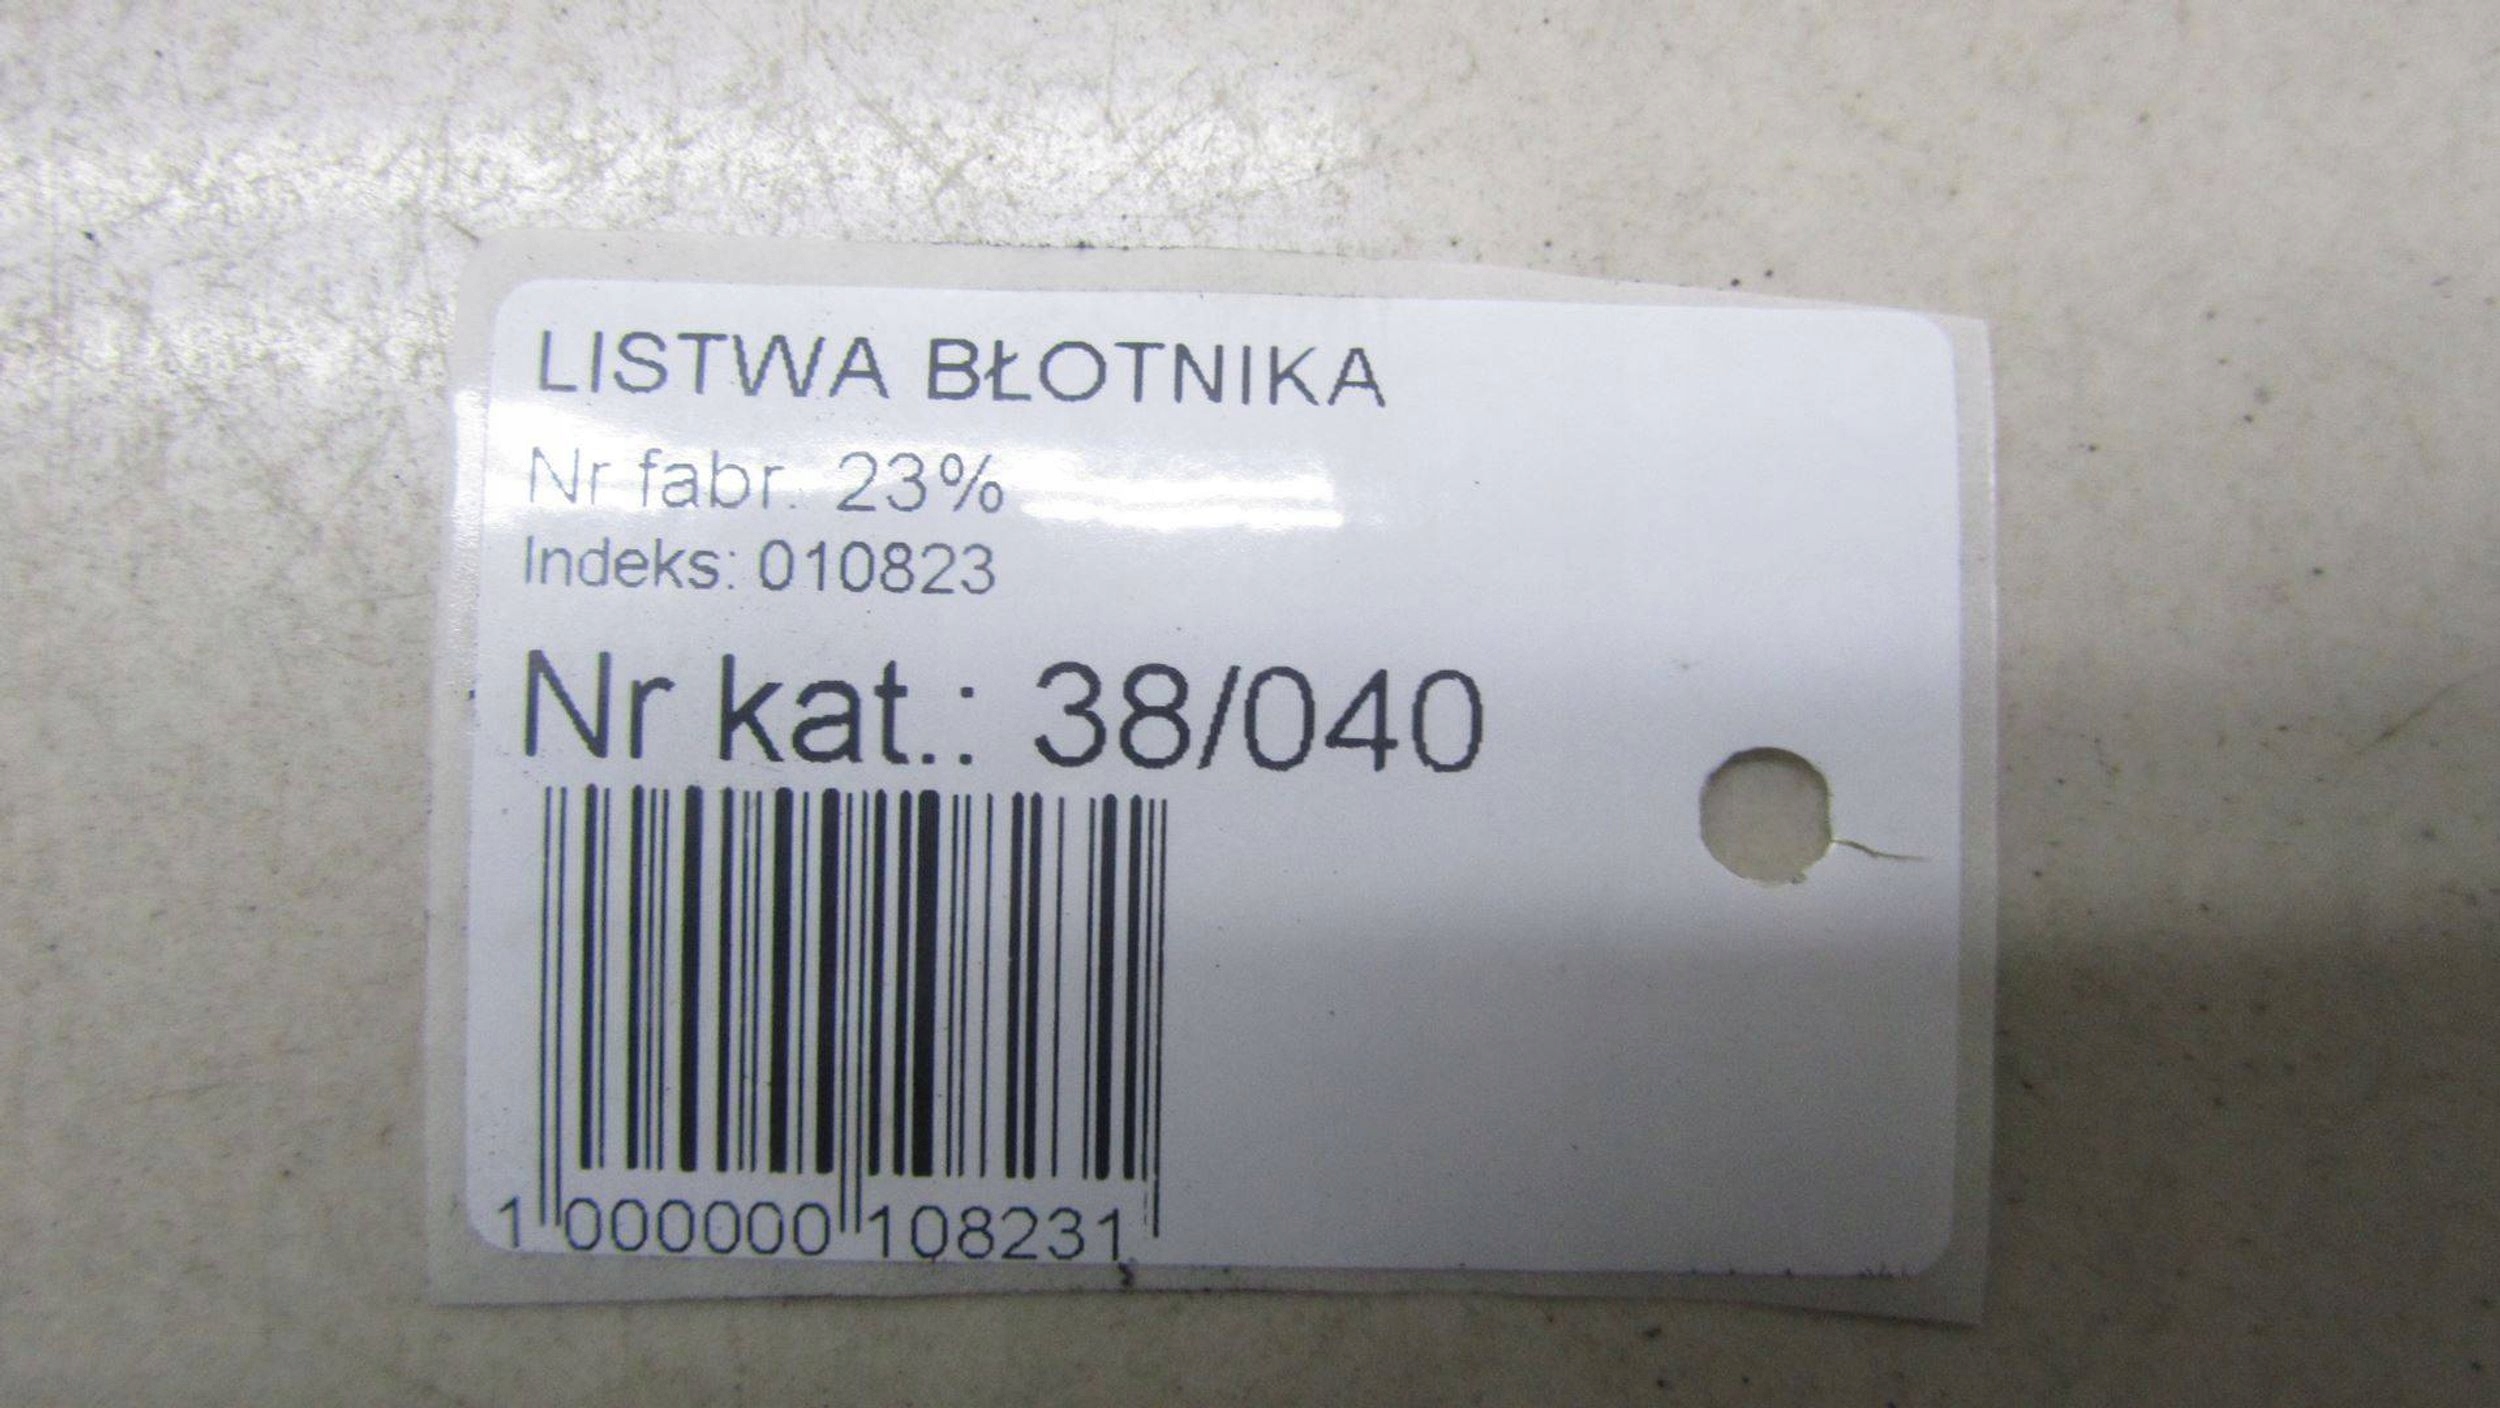 LISTWA BŁOTNIKA
Nr fabr.: 23%
Indeks: 010823
Nr kat.: 38/040
1 000000 108231